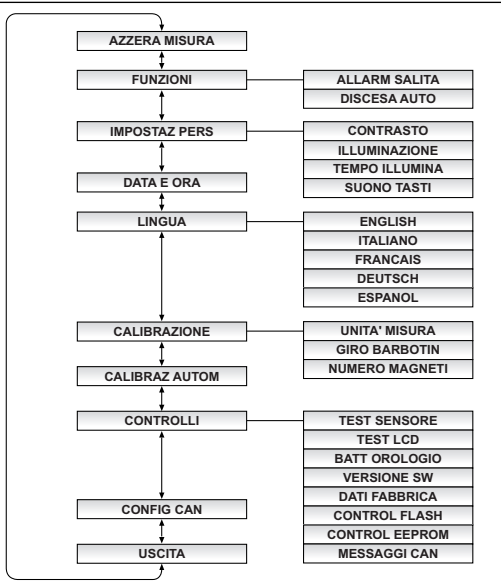 AZZERA MISURA
FUNZIONI
ALLARM SALITA
DISCESA AUTO
IMPOSTAZ PERS
CONTRASTO
ILLUMINAZIONE
TEMPO ILLUMINA
SUONO TASTI
DATA E ORA
LINGUA
ENGLISH
ITALIANO
FRANCAIS
DEUTSCH
ESPANOL
CALIBRAZIONE
UNITA' MISURA
GIRO BARBOTIN
NUMERO MAGNETI
CALIBRAZ AUTOM
CONTROLLI
TEST SENSORE
TEST LCD
BATT OROLOGIO
VERSIONE SW
DATI FABBRICA
CONTROL FLASH
CONTROL EEPROM
MESSAGGI CAN
CONFIG CAN
USCITA